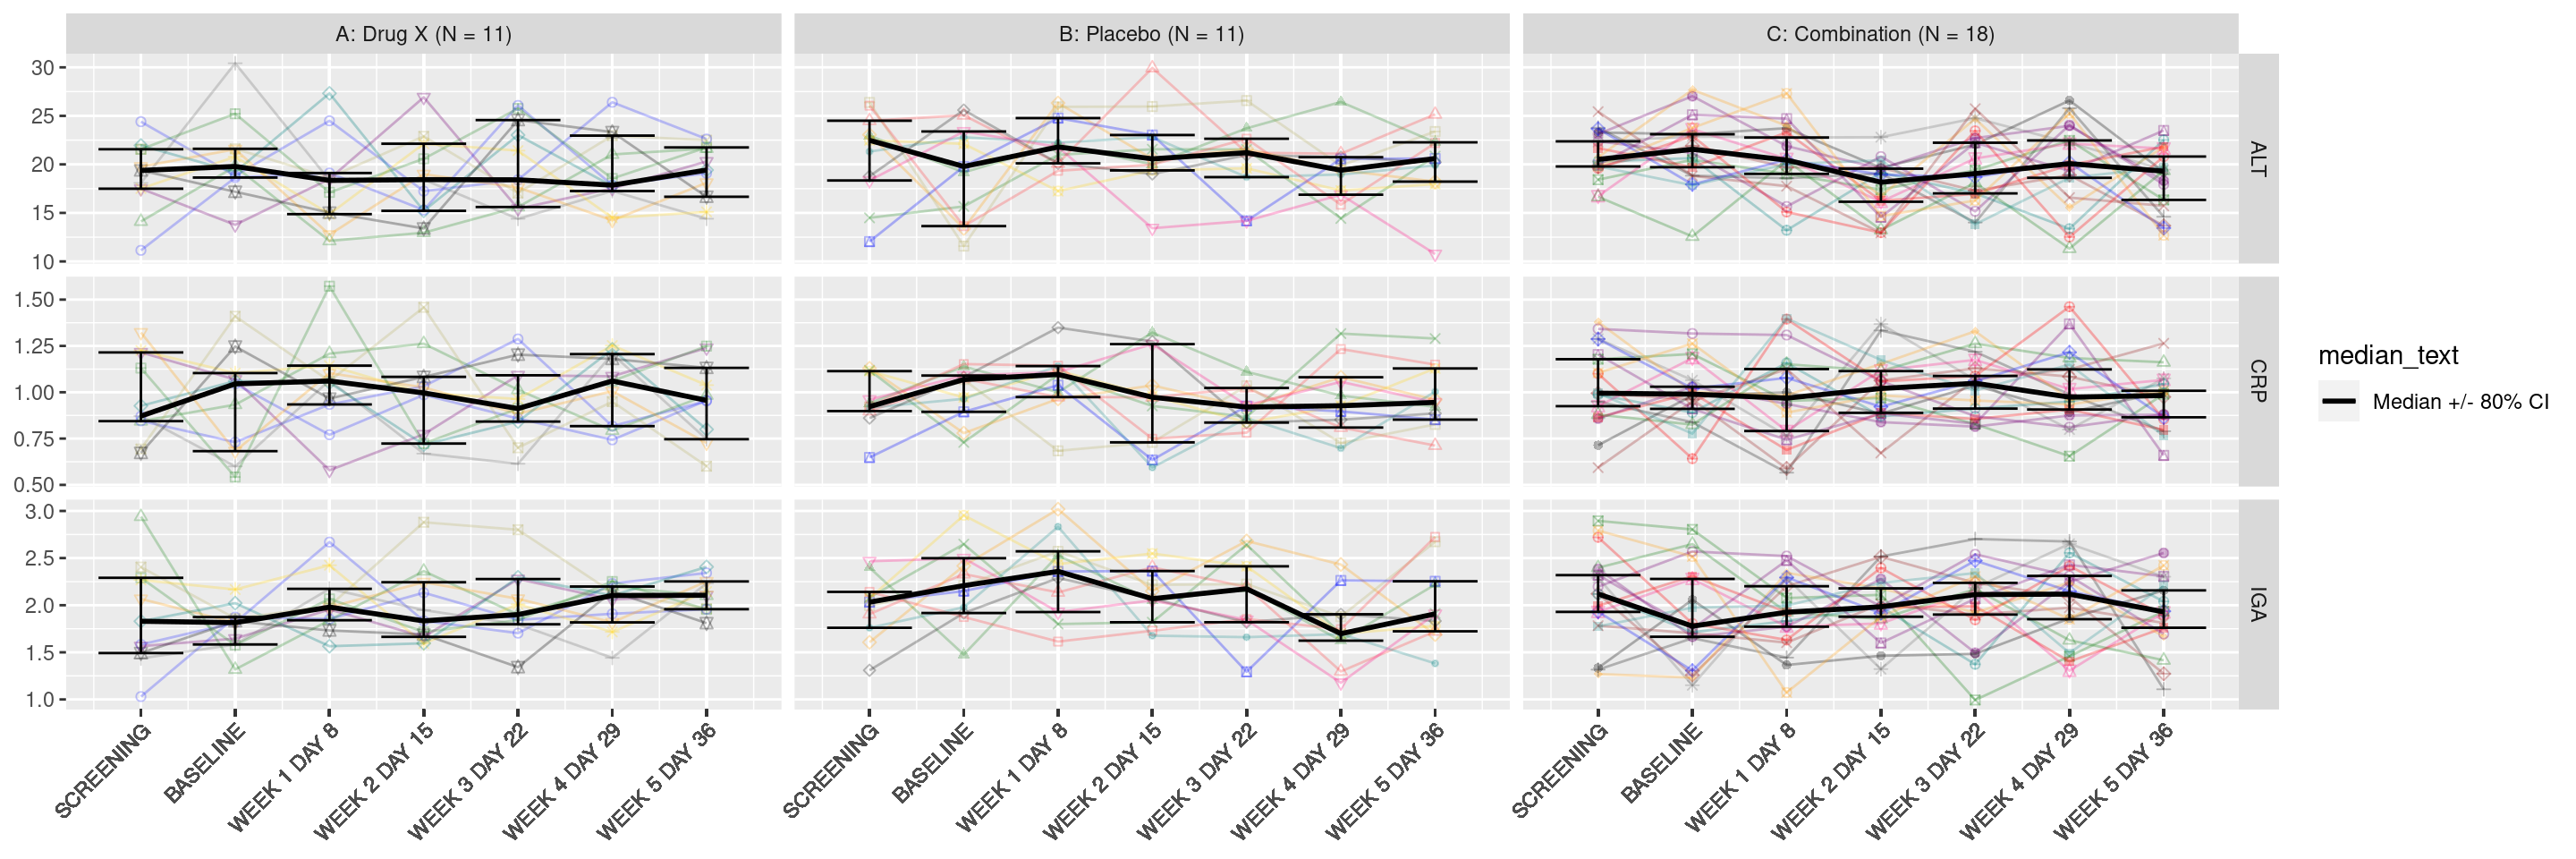 A: Drug X (N = 11)
B: Placebo (N = 11)
C: Combination (N = 18)
30
25
20
15
10
ALT
1.50
1.25
1.00
0.75
0.50
CRP
3.0
2.5
2.0
1.5
1.0
IGA
SCREENING
BASELINE
WEEK 1 DAY 8
WEEK 2 DAY 15
WEEK 3 DAY 22
WEEK 4 DAY 29
WEEK 5 DAY 36
SCREENING
BASELINE
WEEK 1 DAY 8
WEEK 2 DAY 15
WEEK 3 DAY 22
WEEK 4 DAY 29
WEEK 5 DAY 36
SCREENING
BASELINE
WEEK 1 DAY 8
WEEK 2 DAY 15
WEEK 3 DAY 22
WEEK 4 DAY 29
WEEK 5 DAY 36
median_text
Median +/- 80% CI